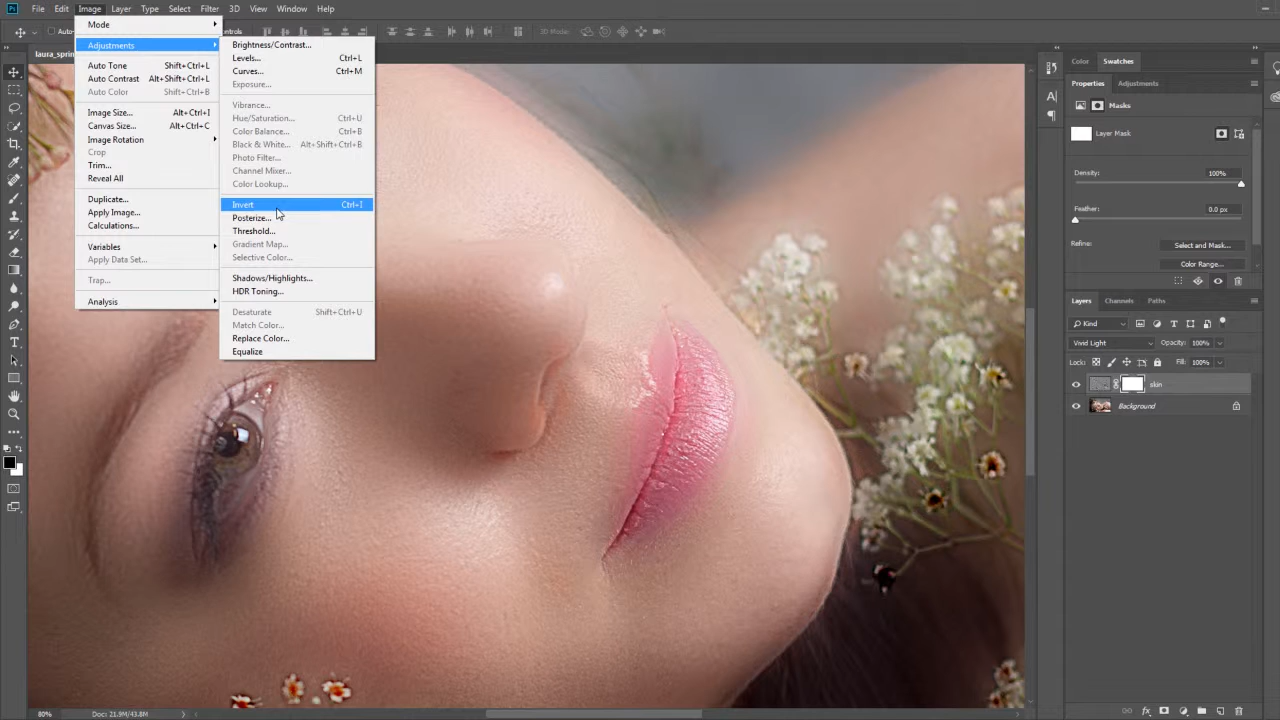 Ps File Edit Image Layer Type Select Filter 3D View Window Help
Mode
Adjustments
Auto Tone Shift+Ctrl+L
Auto Contrast Alt+Shift+Ctrl+L
Auto Color Shift+Ctrl+B
Image Size... Alt+Ctrl+I
Canvas Size... Alt+Ctrl+C
Image Rotation
Crop
Trim...
Reveal All
Duplicate...
Apply Image...
Calculations...
Variables
Apply Data Set...
Trap...
Analysis
Brightness/Contrast...
Levels... Ctrl+L
Curves... Ctrl+M
Exposure...
Vibrance...
Hue/Saturation... Ctrl+U
Color Balance... Ctrl+B
Black & White... Alt+Shift+Ctrl+B
Photo Filter...
Channel Mixer...
Color Lookup...
Invert Ctrl+I
Posterize...
Threshold...
Gradient Map...
Selective Color...
Shadows/Highlights...
HDR Toning...
Desaturate Shift+Ctrl+U
Match Color...
Replace Color...
Equalize
3D Mode:
Color Swatches
Properties Adjustments
Masks
Layer Mask
Density: 100%
Feather: 0.0 px
Refine: Select and Mask...
Color Range...
Layers Channels Paths
Kind
Vivid Light Opacity: 100%
Lock: Fill: 100%
skin
Background
80% Doc: 21.9M/43.8M